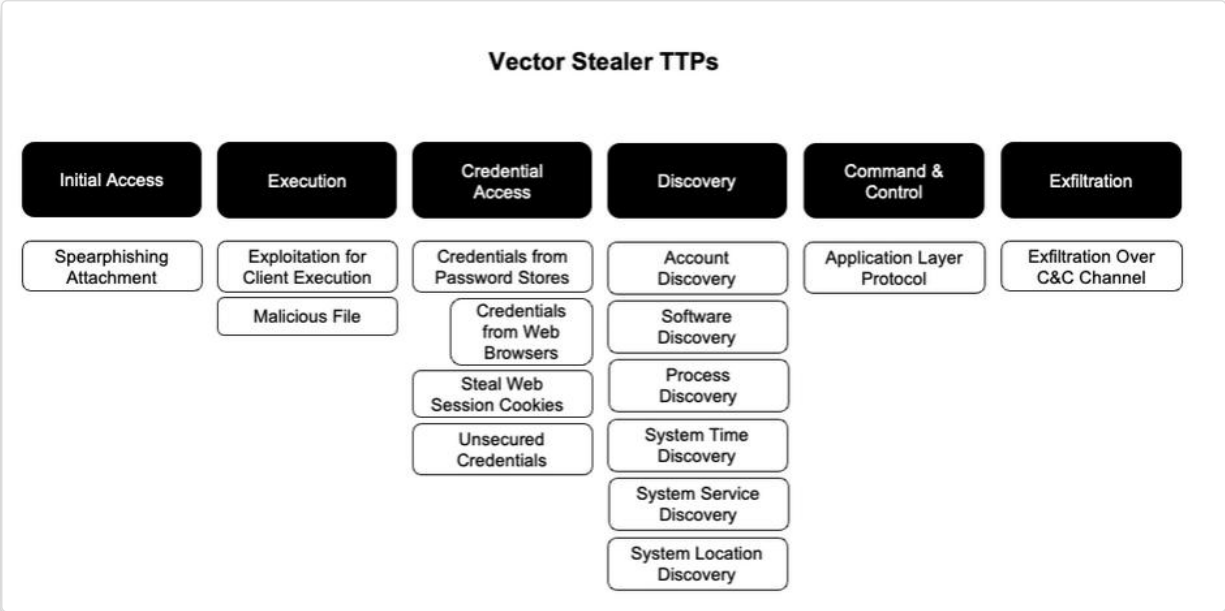 Vector Stealer TTPs
Initial Access
Execution
Credential
Access
Discovery
Command &
Control
Exfiltration
Spearphishing
Attachment
Exploitation for
Client Execution
Malicious File
Credentials from
Password Stores
Credentials
from Web
Browsers
Steal Web
Session Cookies
Unsecured
Credentials
Account
Discovery
Software
Discovery
Process
Discovery
System Time
Discovery
System Service
Discovery
System Location
Discovery
Application Layer
Protocol
Exfiltration Over
C&C Channel